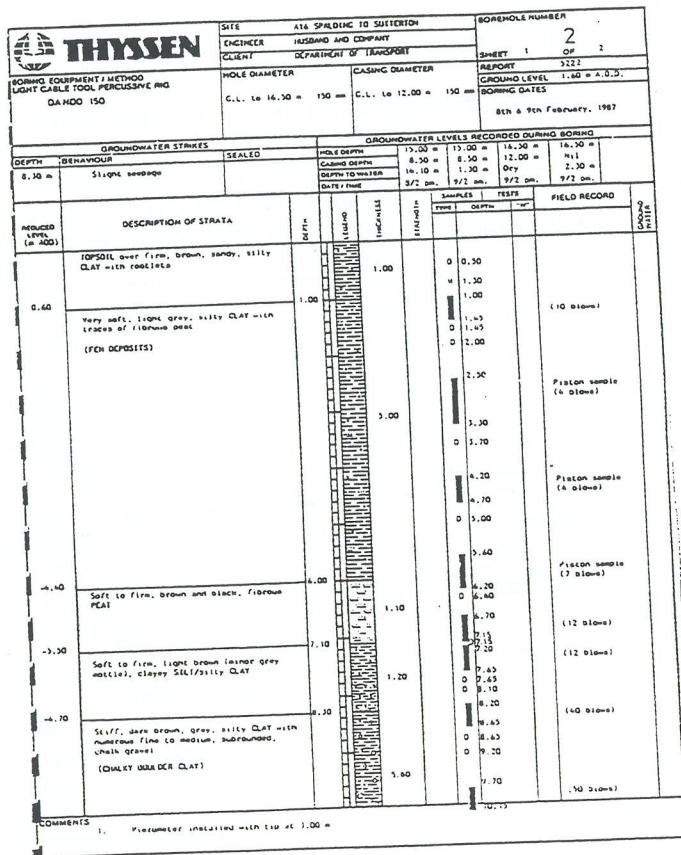 THYSSEN
SITE A16 SPALDING TO SUTTERTON
ENGINEER HUSBAND AND COMPANY
CLIENT DEPARTMENT OF TRANSPORT
BOREHOLE NUMBER
2
SHEET 1 OF 2
REPORT 3222
GROUND LEVEL 1.60 m A.O.D.
BORING EQUIPMENT / METHOD
LIGHT CABLE TOOL PERCUSSIVE RIG
DANDO 150
HOLE DIAMETER
G.L. to 16.50 m 150 mm
CASING DIAMETER
G.L. to 12.00 m 150 mm
BORING DATES
8th & 9th February, 1987
GROUNDWATER STRIKES
DEPTH BEHAVIOUR SEALED
8.30 m Slight seepage
GROUNDWATER LEVELS RECORDED DURING BORING
HOLE DEPTH 15.00 m 15.00 m 16.50 m 16.50 m
CASING DEPTH 8.50 m 8.50 m 12.00 m Nil
DEPTH TO WATER 14.10 m 1.30 m Dry 2.50 m
DATE / TIME 9/2 pm. 9/2 pm. 9/2 pm.
REDUCED LEVEL (m AOD)
DESCRIPTION OF STRATA
DEPTH
LEGEND
THICKNESS
STRENGTH
SAMPLES TESTS
TYPE DEPTH "N"
FIELD RECORD
GROUND WATER
TOPSOIL over firm, brown, sandy, silty
CLAY with rootlets
1.00
D 0.50
1.00
(10 blows)
0.60
1.00
Very soft, light grey, silty CLAY with
traces of fibrous peat
(FEN DEPOSITS)
5.00
1.45
D 1.45
D 2.00
2.50
Piston sample
(4 blows)
3.30
D 3.70
4.20
Piston sample
(4 blows)
4.70
D 5.00
5.60
Piston sample
(7 blows)
6.20
-4.40
6.00
Soft to firm, brown and black, fibrous
PEAT
1.10
6.70
(12 blows)
7.15
7.20
(12 blows)
-5.50
7.10
Soft to firm, light brown (minor grey
mottle), clayey SILT/silty CLAY
1.20
7.65
D 7.65
D 8.10
8.20
(40 blows)
-6.70
8.30
Stiff, dark brown, grey, silty CLAY with
numerous fine to medium, subrounded,
chalk gravel
(CHALKY BOULDER CLAY)
5.60
8.65
D 8.65
D 9.20
9.70
COMMENTS
1. Piezometer installed with tip at